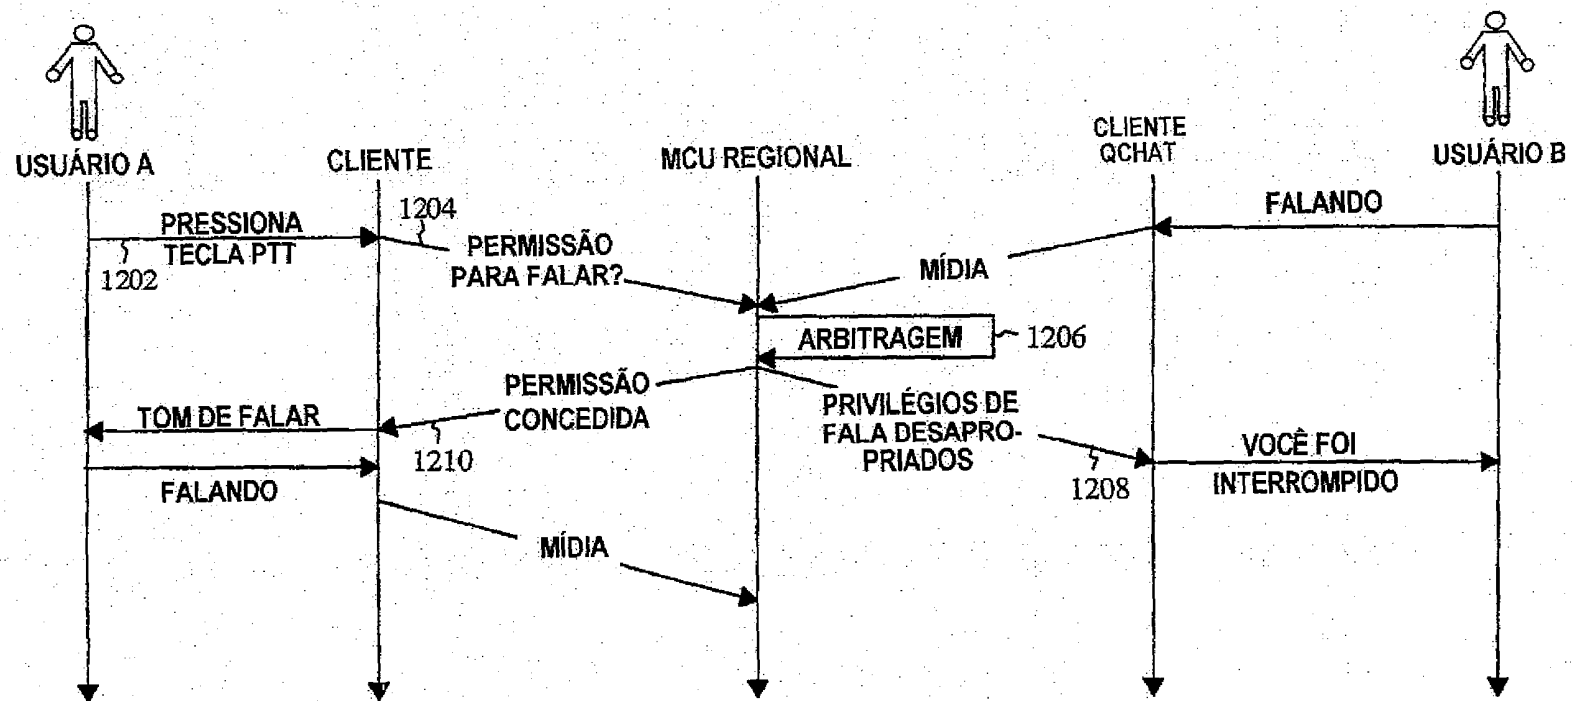 USUÁRIO A
CLIENTE
MCU REGIONAL
CLIENTE
QCHAT
USUÁRIO B
PRESSIONA
TECLA PTT
1202
1204
PERMISSÃO
PARA FALAR?
MÍDIA
FALANDO
ARBITRAGEM
1206
PERMISSÃO
CONCEDIDA
TOM DE FALAR
1210
FALANDO
PRIVILÉGIOS DE
FALA DESAPRO-
PRIADOS
1208
VOCÊ FOI
INTERROMPIDO
MÍDIA